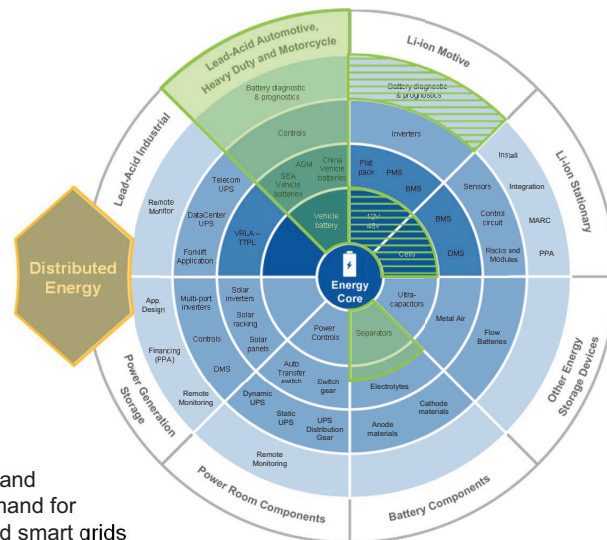 Lead-Acid Automotive,
Heavy Duty and Motorcycle
Li-ion Motive
Battery diagnostic
& prognostics
Battery diagnostic
& prognostics
Controls
Inverters
Lead-Acid Industrial
Li-ion Stationary
Install
Integration
MARC
PPA
AGM
China
Vehicle
batteries
SEA
Vehicle
batteries
Flat
pack
PMS
BMS
Sensors
Control
circuit
Racks and
Modules
Telecom
UPS
DataCenter
UPS
Forklift
Application
Remote
Monitor
VRLA –
TTPL
Vehicle
battery
12V
48V
Cells
BMS
DMS
Distributed
Energy
Energy
Core
App.
Design
Financing
(PPA)
Remote
Monitoring
Multi-port
inverters
Controls
DMS
Solar
inverters
Solar
racking
Solar
panels
Power
Controls
Separators
Ultra-
capacitors
Metal Air
Flow
Batteries
Auto
Transfer
switch
Switch
gear
Electrolytes
Dynamic
UPS
Static
UPS
UPS
Distribution
Gear
Anode
materials
Cathode
materials
Remote
Monitoring
Power Generation
Storage
Other Energy
Storage Devices
Power Room Components
Battery Components
and
mand for
d smart grids